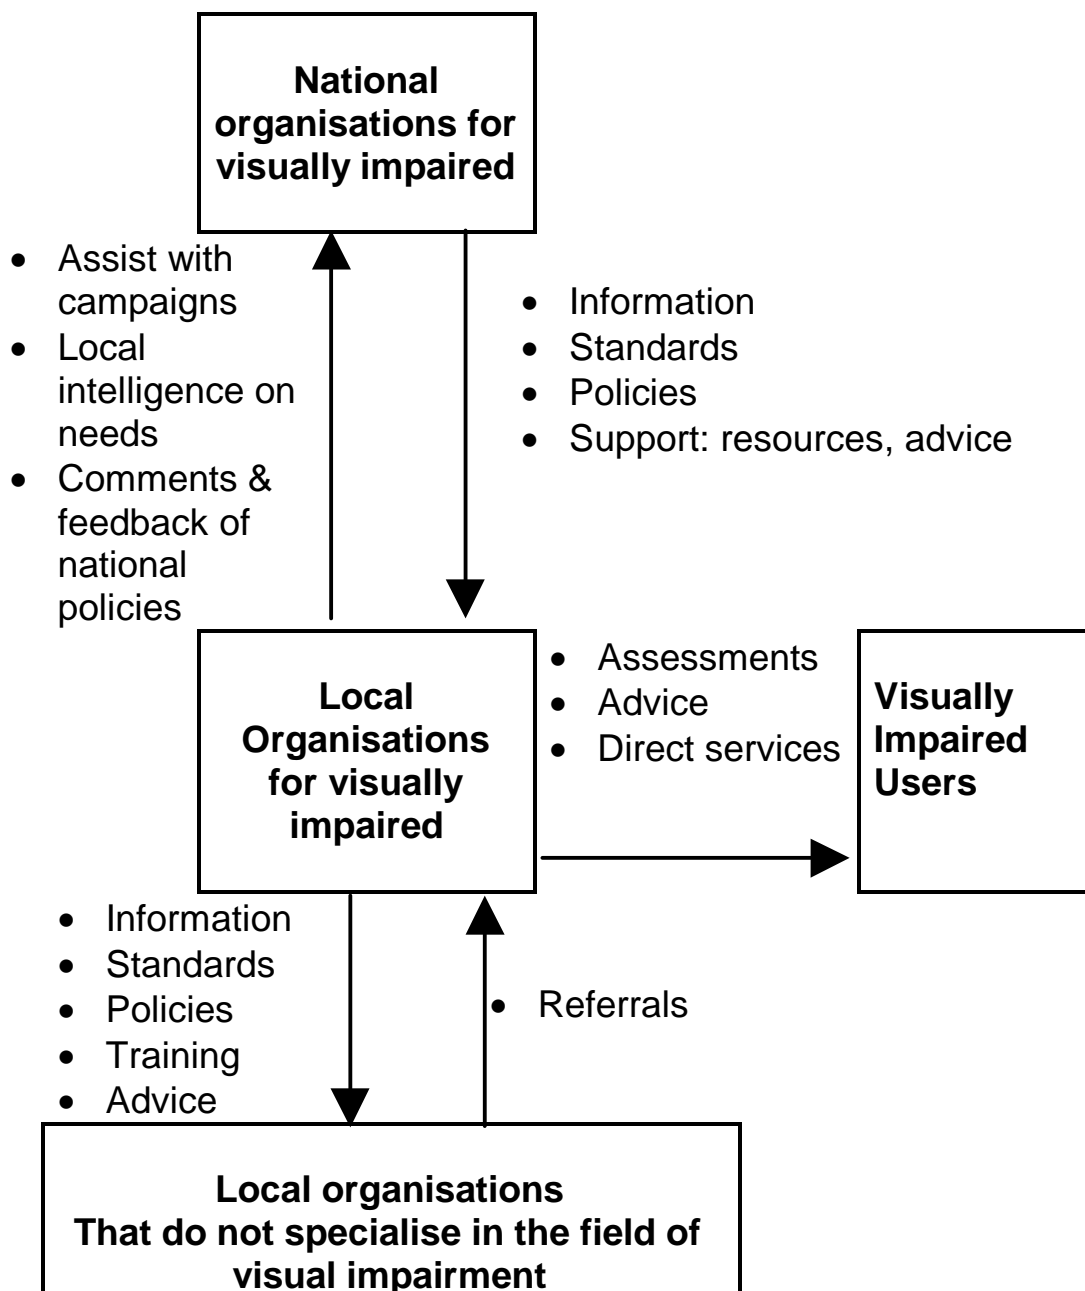 National
organisations for
visually impaired
• Assist with
campaigns
• Local
intelligence on
needs
• Comments &
feedback of
national
policies
• Information
• Standards
• Policies
• Support: resources, advice
Local
Organisations
for visually
impaired
• Assessments
• Advice
• Direct services
Visually
Impaired
Users
• Information
• Standards
• Policies
• Training
• Advice
• Referrals
Local organisations
That do not specialise in the field of
visual impairment